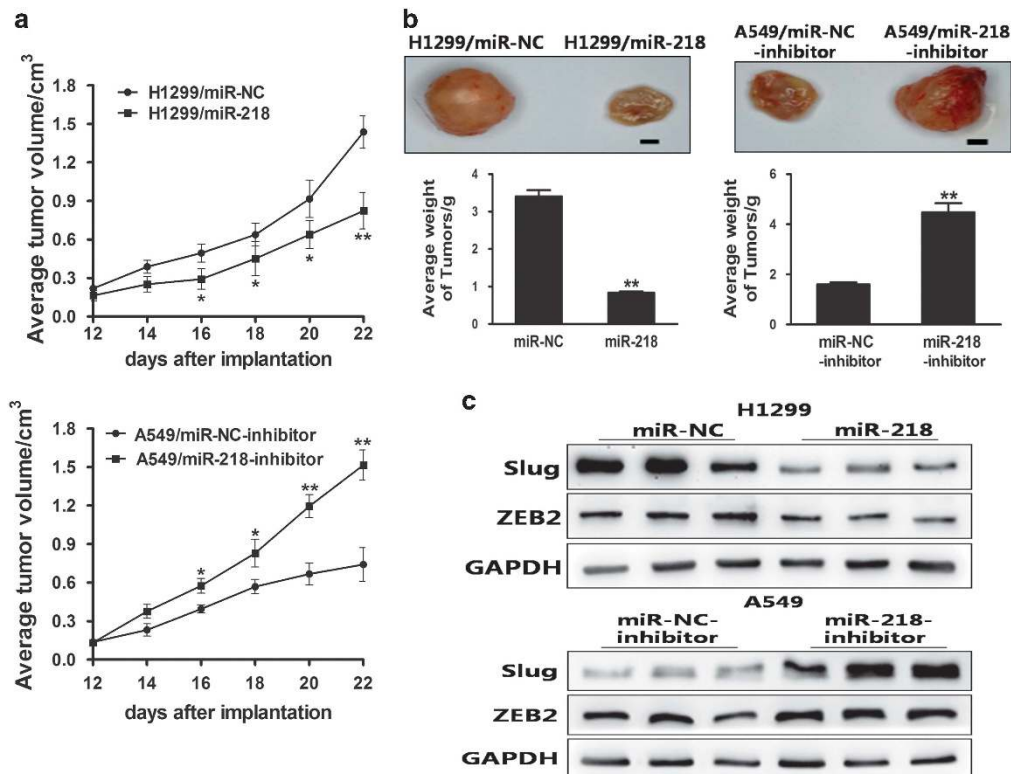 a
Average tumor volume/cm³
H1299/miR-NC
H1299/miR-218
1.8
1.5
1.2
0.9
0.6
0.3
0.0
* * * **
12 14 16 18 20 22
days after implantation
Average tumor volume/cm³
A549/miR-NC-inhibitor
A549/miR-218-inhibitor
1.8
1.5
1.2
0.9
0.6
0.3
0.0
* * ** **
12 14 16 18 20 22
days after implantation
b
H1299/miR-NC H1299/miR-218
A549/miR-NC
-inhibitor
A549/miR-218
-inhibitor
Average weight
of Tumors/g
4
3
2
1
0
**
miR-NC miR-218
Average weight
of Tumors/g
6
4
2
0
**
miR-NC
-inhibitor
miR-218
-inhibitor
c
H1299
miR-NC miR-218
Slug
ZEB2
GAPDH
A549
miR-NC-
inhibitor
miR-218-
inhibitor
Slug
ZEB2
GAPDH